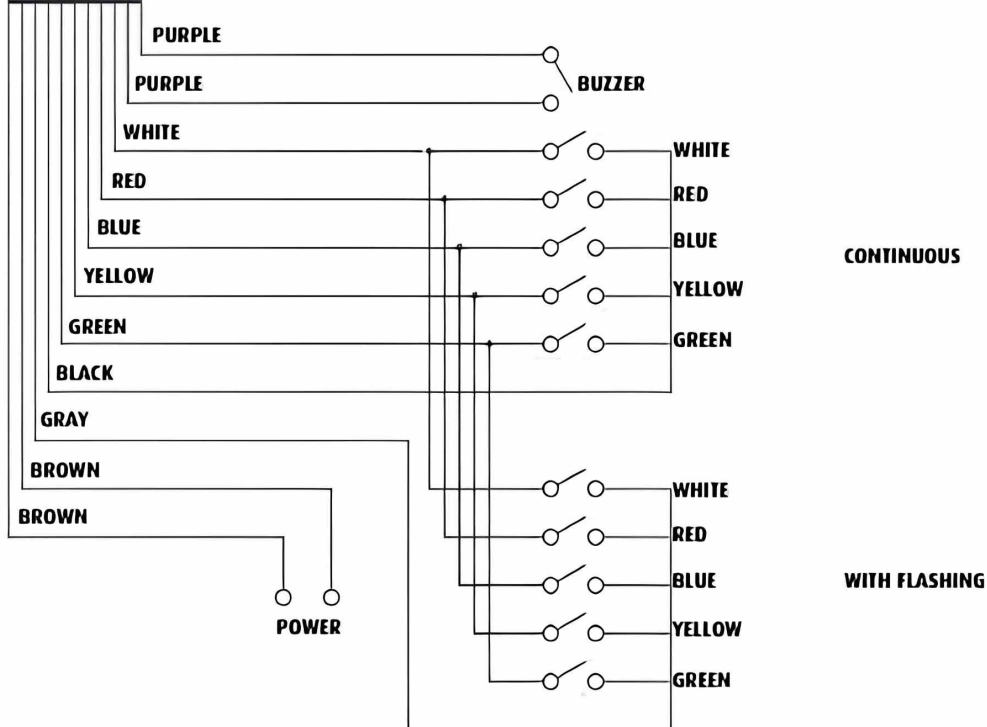 PURPLE
PURPLE
BUZZER
WHITE
WHITE
RED
RED
BLUE
BLUE
CONTINUOUS
YELLOW
YELLOW
GREEN
GREEN
BLACK
GRAY
BROWN
WHITE
BROWN
RED
BLUE
WITH FLASHING
POWER
YELLOW
GREEN